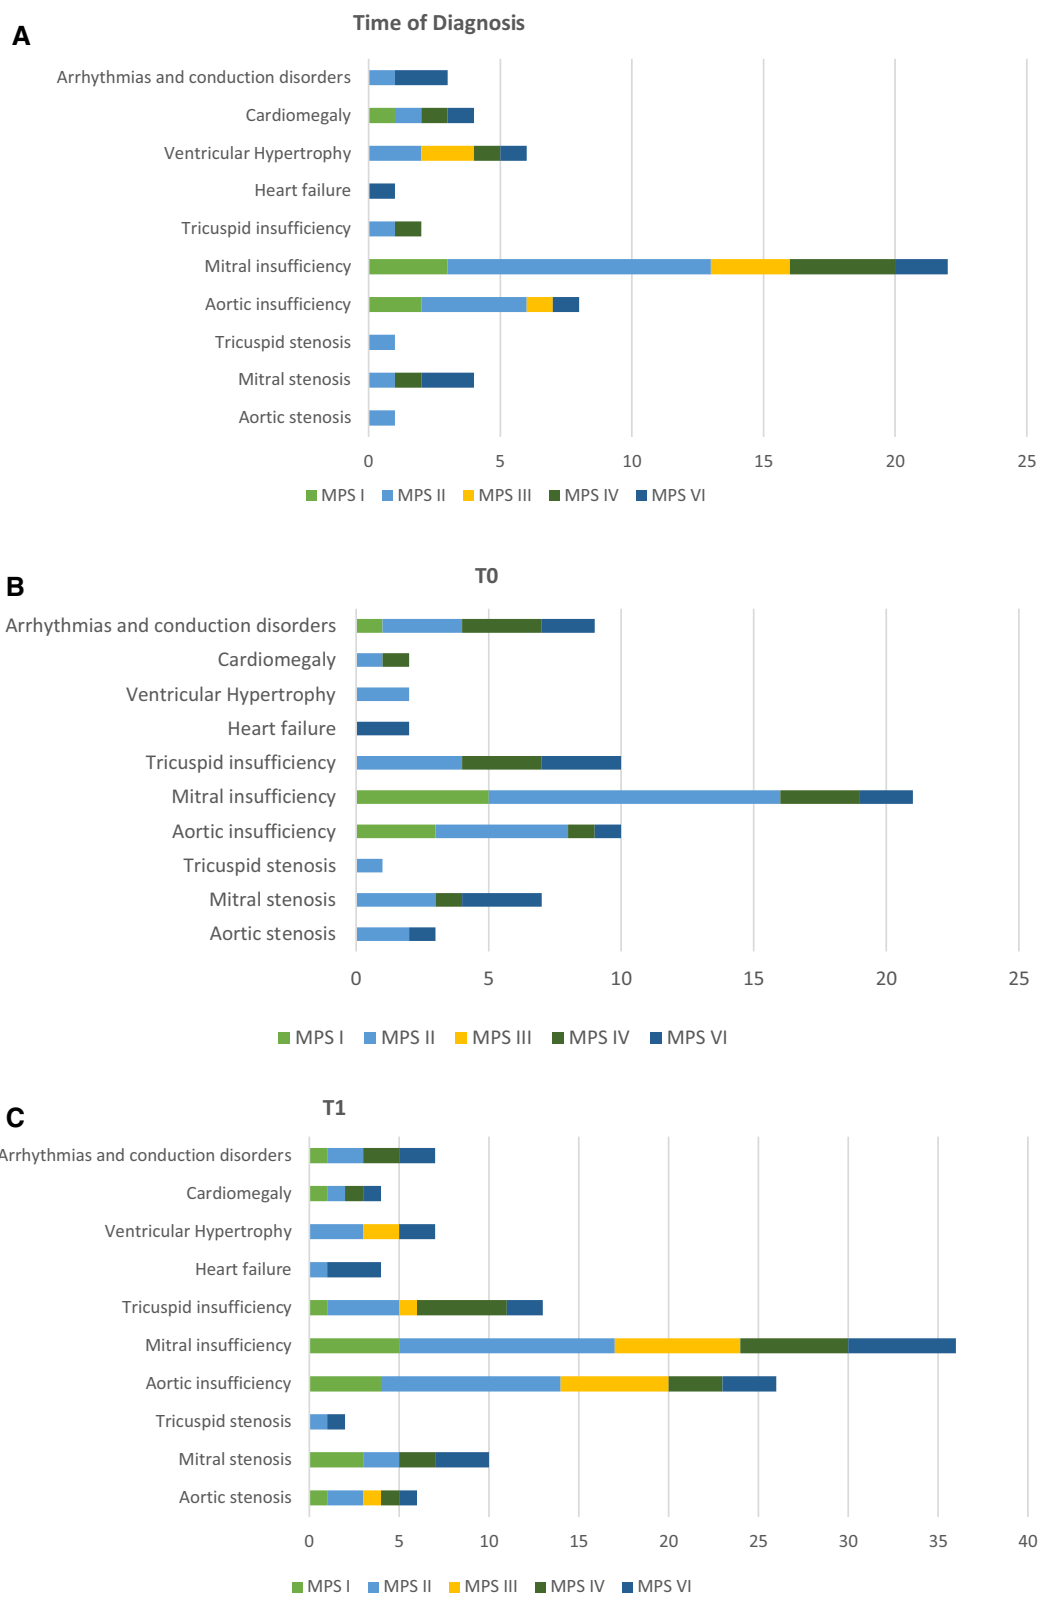 A
Time of Diagnosis
Arrhythmias and conduction disorders
Cardiomegaly
Ventricular Hypertrophy
Heart failure
Tricuspid insufficiency
Mitral insufficiency
Aortic insufficiency
Tricuspid stenosis
Mitral stenosis
Aortic stenosis
0 5 10 15 20 25
MPS I MPS II MPS III MPS IV MPS VI
B
T0
Arrhythmias and conduction disorders
Cardiomegaly
Ventricular Hypertrophy
Heart failure
Tricuspid insufficiency
Mitral insufficiency
Aortic insufficiency
Tricuspid stenosis
Mitral stenosis
Aortic stenosis
0 5 10 15 20 25
MPS I MPS II MPS III MPS IV MPS VI
C
T1
Arrhythmias and conduction disorders
Cardiomegaly
Ventricular Hypertrophy
Heart failure
Tricuspid insufficiency
Mitral insufficiency
Aortic insufficiency
Tricuspid stenosis
Mitral stenosis
Aortic stenosis
0 5 10 15 20 25 30 35 40
MPS I MPS II MPS III MPS IV MPS VI